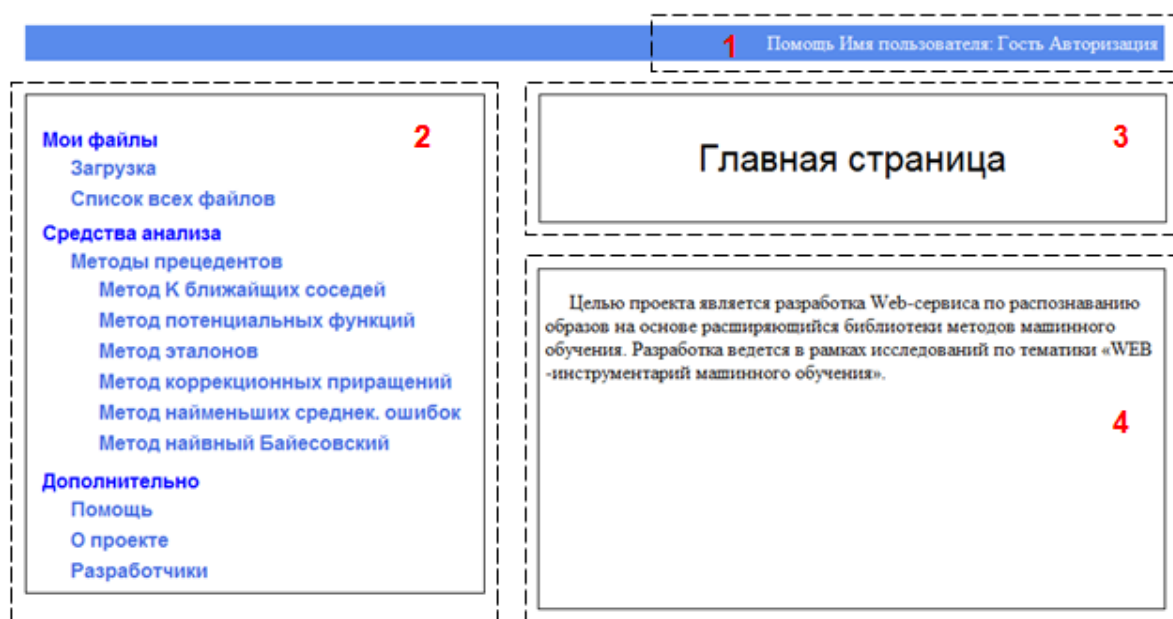 1 Помощь Имя пользователя: Гость Авторизация
2
Мои файлы
Загрузка
Список всех файлов
Средства анализа
Методы прецедентов
Метод К ближайщих соседей
Метод потенциальных функций
Метод эталонов
Метод коррекционных приращений
Метод найменьших среднек. ошибок
Метод найвный Байесовский
Дополнительно
Помощь
О проекте
Разработчики
3
Главная страница
Целью проекта является разработка Web-сервиса по распознаванию
образов на основе расширяющийся библиотеки методов машинного
обучения. Разработка ведется в рамках исследований по тематики «WEB
-инструментарий машинного обучения».
4